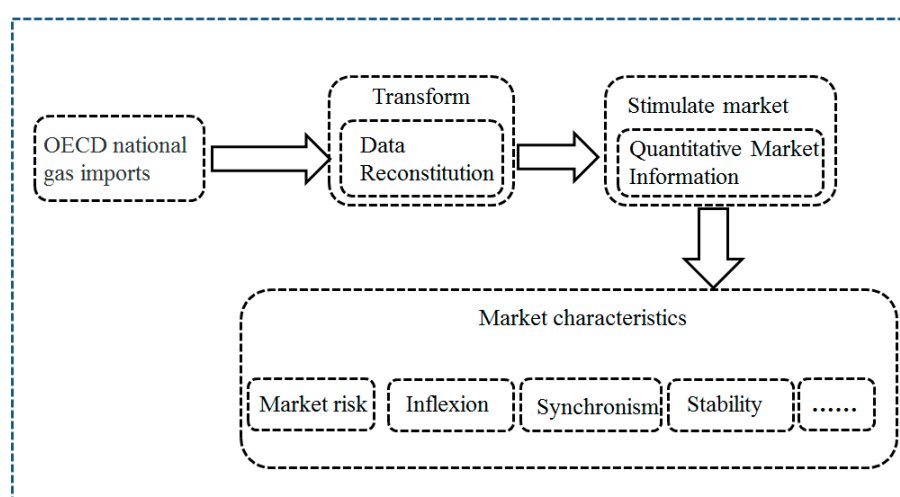 OECD national
gas imports
Transform
Data
Reconstitution
Stimulate market
Quantitative Market
Information
Market characteristics
Market risk
Inflexion
Synchronism
Stability
......